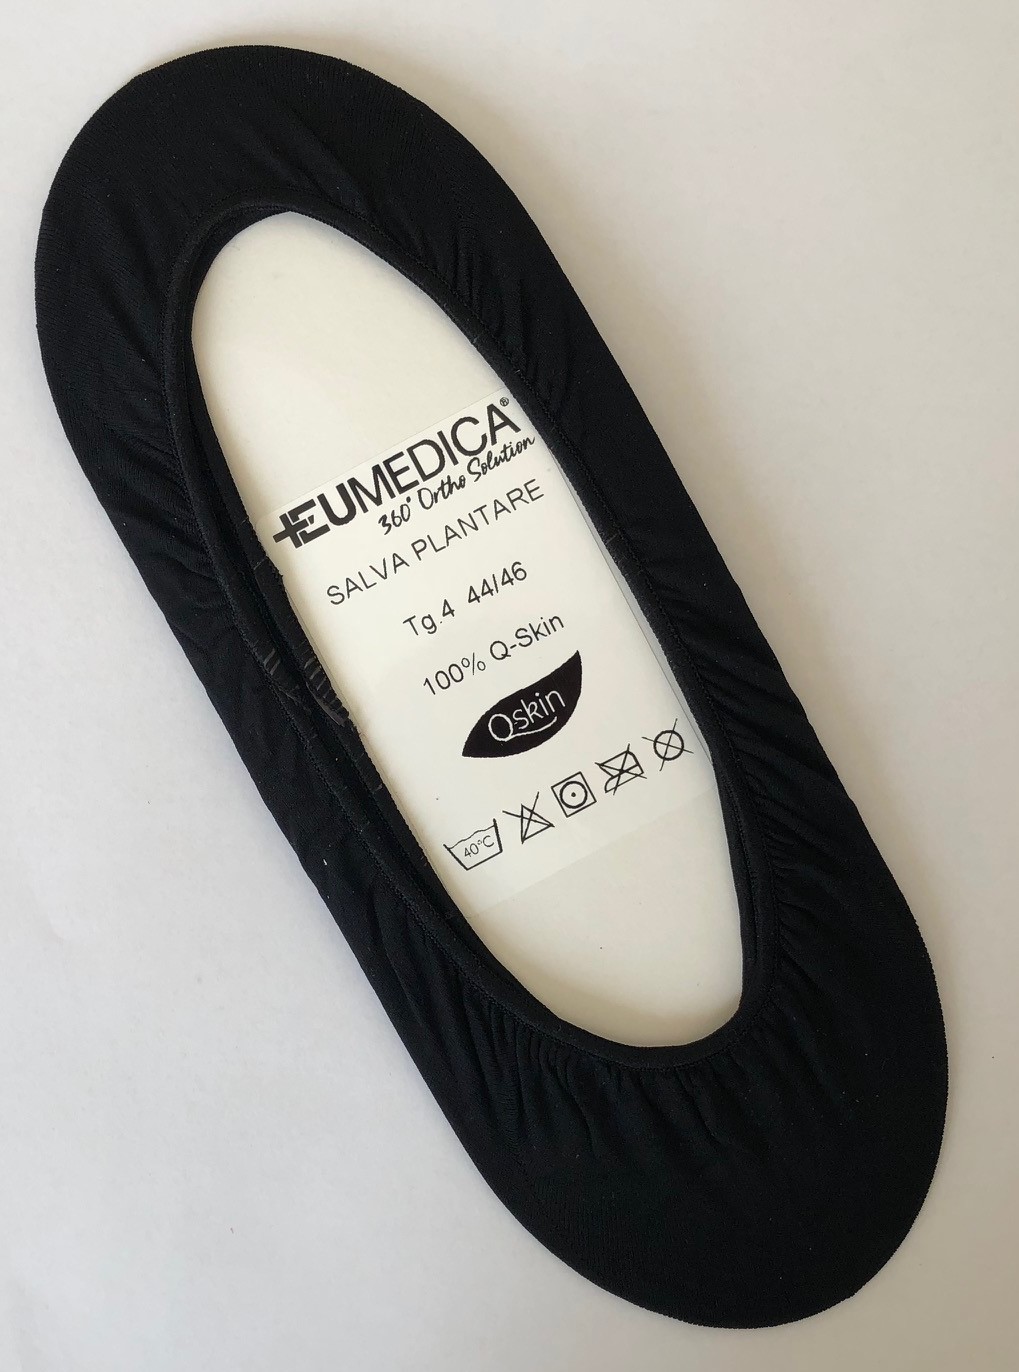 EUMEDICA®
360° Ortho Solution
SALVA PLANTARE
Tg.4 44/46
100% Q-Skin
Qskin
40°C